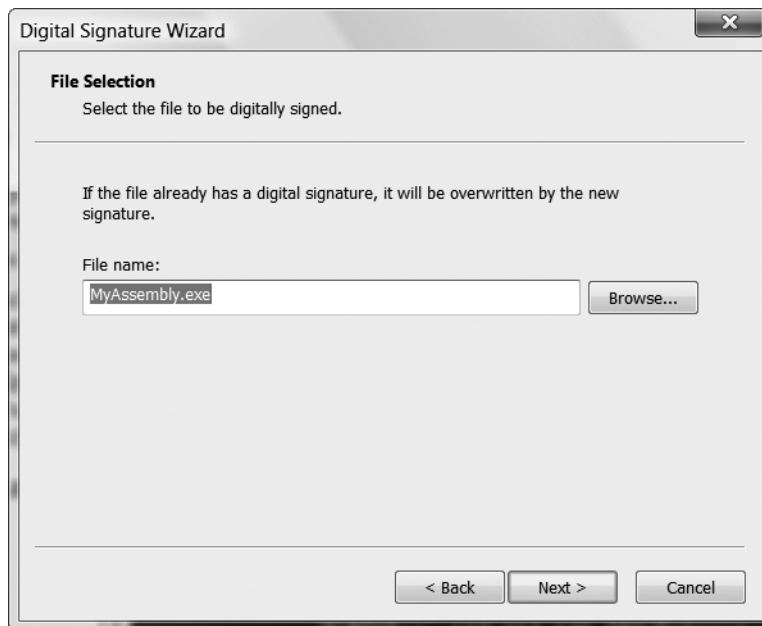 Digital Signature Wizard
File Selection
Select the file to be digitally signed.
If the file already has a digital signature, it will be overwritten by the new
signature.
File name:
MyAssembly.exe
Browse...
< Back
Next >
Cancel